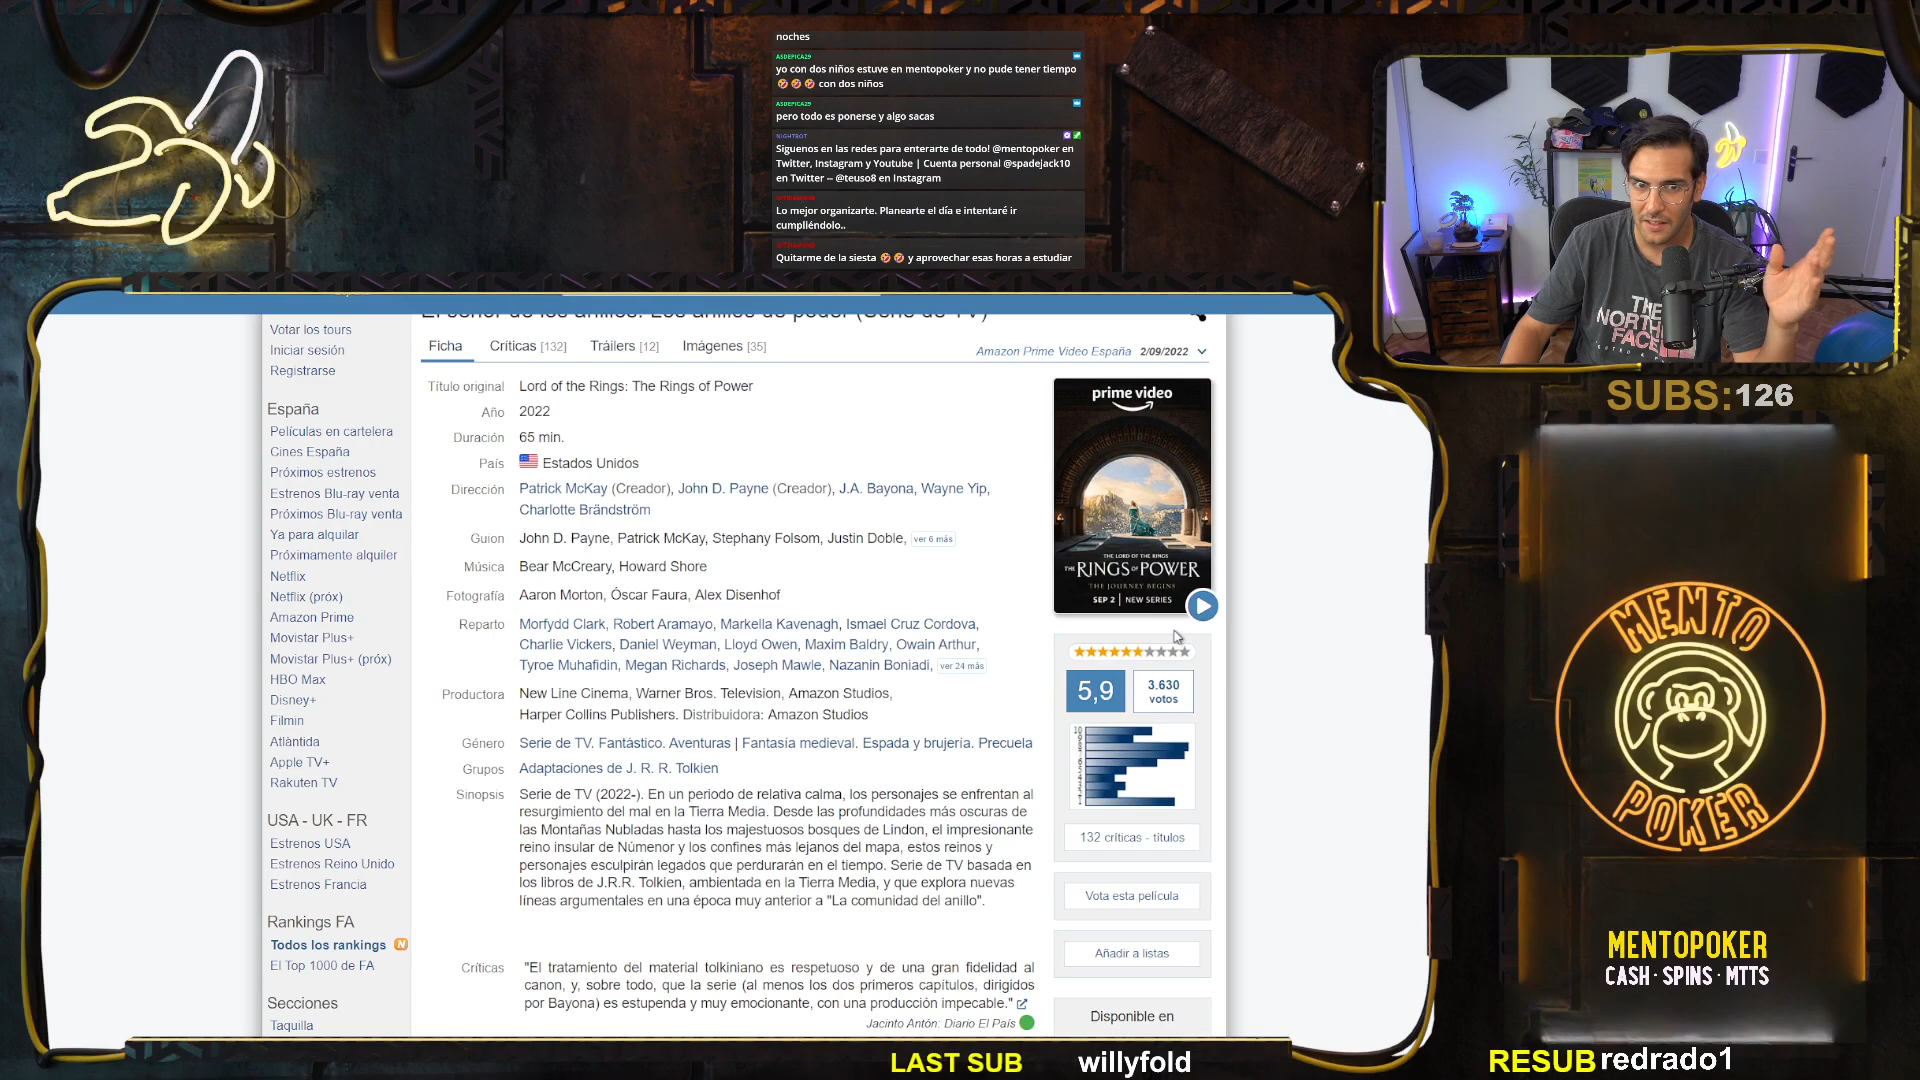 noches
ASDEPICA29
yo con dos niños estuve en mentopoker y no pude tener tiempo
🤣 🤣 🤣 con dos niños
ASDEPICA29
pero todo es ponerse y algo sacas
NIGHTBOT
Siguenos en las redes para enterarte de todo! @mentopoker en
Twitter, Instagram y Youtube | Cuenta personal @spadejack10
en Twitter -- @teuso8 en Instagram
Lo mejor organizarte. Planearte el día e intentaré ir
cumpliéndolo..
Quitarme de la siesta 🤣 🤣 y aprovechar esas horas a estudiar
THE
NORTH
FACE
SUBS: 126
El señor de los anillos: Los anillos de poder (Serie de TV)
Votar los tours
Iniciar sesión
Registrarse
España
Películas en cartelera
Cines España
Próximos estrenos
Estrenos Blu-ray venta
Próximos Blu-ray venta
Ya para alquilar
Próximamente alquiler
Netflix
Netflix (próx)
Amazon Prime
Movistar Plus+
Movistar Plus+ (próx)
HBO Max
Disney+
Filmin
Atlàntida
Apple TV+
Rakuten TV
USA - UK - FR
Estrenos USA
Estrenos Reino Unido
Estrenos Francia
Rankings FA
Todos los rankings N
El Top 1000 de FA
Secciones
Taquilla
Ficha Críticas [132] Tráilers [12] Imágenes [35]
Amazon Prime Video España 2/09/2022
Título original Lord of the Rings: The Rings of Power
Año 2022
Duración 65 min.
País Estados Unidos
Dirección Patrick McKay (Creador), John D. Payne (Creador), J.A. Bayona, Wayne Yip,
Charlotte Brändström
Guion John D. Payne, Patrick McKay, Stephany Folsom, Justin Doble, ver 6 más
Música Bear McCreary, Howard Shore
Fotografía Aaron Morton, Óscar Faura, Alex Disenhof
Reparto Morfydd Clark, Robert Aramayo, Markella Kavenagh, Ismael Cruz Cordova,
Charlie Vickers, Daniel Weyman, Lloyd Owen, Maxim Baldry, Owain Arthur,
Tyroe Muhafidin, Megan Richards, Joseph Mawle, Nazanin Boniadi, ver 24 más
Productora New Line Cinema, Warner Bros. Television, Amazon Studios,
Harper Collins Publishers. Distribuidora: Amazon Studios
Género Serie de TV. Fantástico. Aventuras | Fantasía medieval. Espada y brujería. Precuela
Grupos Adaptaciones de J. R. R. Tolkien
Sinopsis Serie de TV (2022-). En un periodo de relativa calma, los personajes se enfrentan al
resurgimiento del mal en la Tierra Media. Desde las profundidades más oscuras de
las Montañas Nubladas hasta los majestuosos bosques de Lindon, el impresionante
reino insular de Númenor y los confines más lejanos del mapa, estos reinos y
personajes esculpirán legados que perdurarán en el tiempo. Serie de TV basada en
los libros de J.R.R. Tolkien, ambientada en la Tierra Media, y que explora nuevas
líneas argumentales en una época muy anterior a "La comunidad del anillo".
Críticas "El tratamiento del material tolkiniano es respetuoso y de una gran fidelidad al
canon, y, sobre todo, que la serie (al menos los dos primeros capítulos, dirigidos
por Bayona) es estupenda y muy emocionante, con una producción impecable."
Jacinto Antón: Diario El País
prime video
THE LORD OF THE RINGS
THE RINGS OF POWER
THE JOURNEY BEGINS
SEP 2 | NEW SERIES
5,9
3.630
votos
132 críticas - títulos
Vota esta película
Añadir a listas
Disponible en
MENTO
POKER
MENTOPOKER
CASH · SPINS · MTTS
LAST SUB willyfold
RESUB redrado1